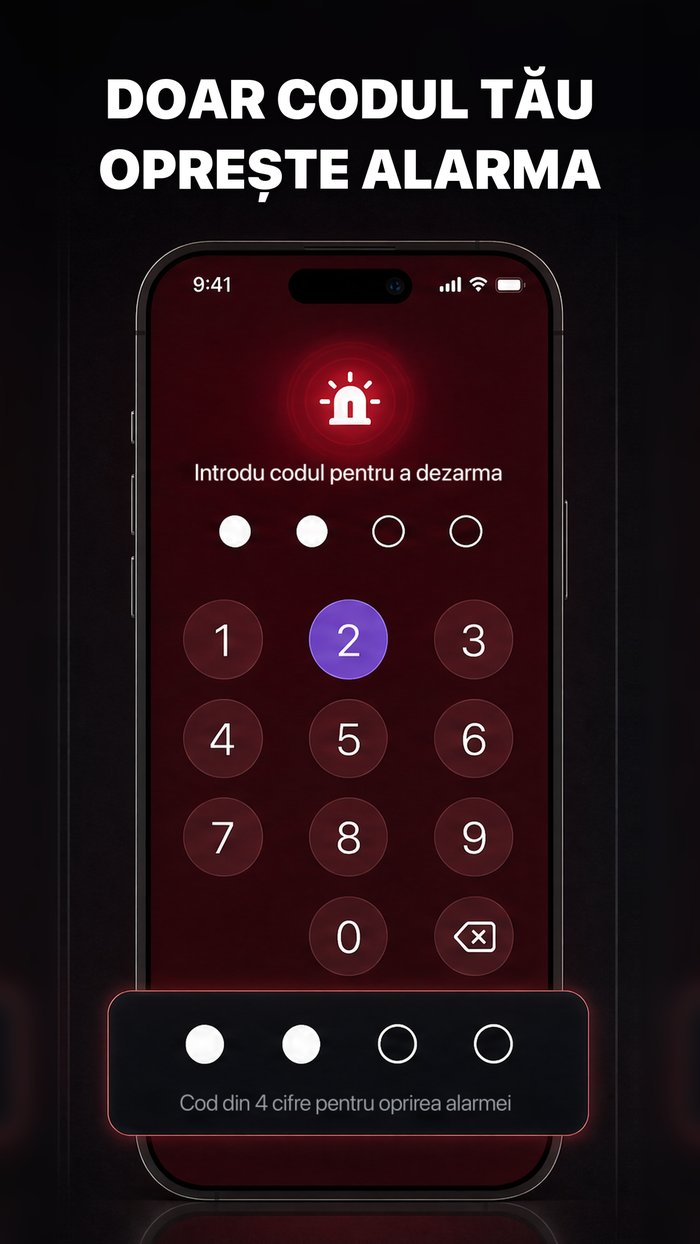 DOAR CODUL TĂU
OPREȘTE ALARMA
9:41
Introdu codul pentru a dezarma
1 2 3
4 5 6
7 8 9
0
Cod din 4 cifre pentru oprirea alarmei